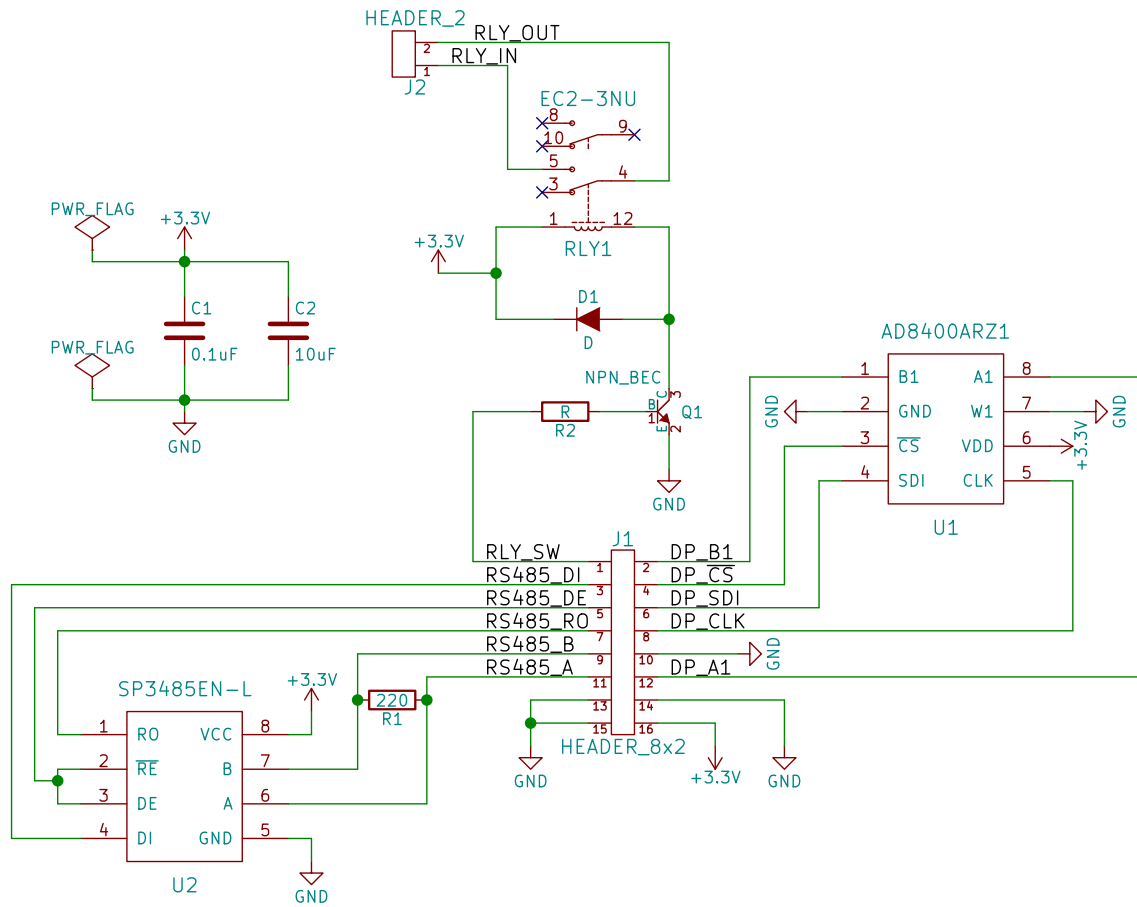 HEADER_2
RLY_OUT
2
RLY_IN
1
J2
EC2-3NU
8
9
10
5
4
3
1
12
RLY1
+3.3V
PWR_FLAG
+3.3V
C1
0.1uF
C2
10uF
PWR_FLAG
GND
D1
D
NPN_BEC
C
3
B
1
Q1
E
2
R
R2
GND
AD8400ARZ1
1
B1
A1
8
GND
2
GND
W1
7
GND
3
CS
VDD
6
+3.3V
4
SDI
CLK
5
U1
J1
RLY_SW
1
2
DP_B1
RS485_DI
3
4
DP_CS
RS485_DE
5
6
DP_SDI
RS485_RO
7
8
DP_CLK
RS485_B
9
10
GND
RS485_A
11
12
DP_A1
13
14
15
16
HEADER_8x2
GND
+3.3V
GND
220
R1
SP3485EN-L
+3.3V
1
RO
VCC
8
2
RE
B
7
3
DE
A
6
4
DI
GND
5
U2
GND